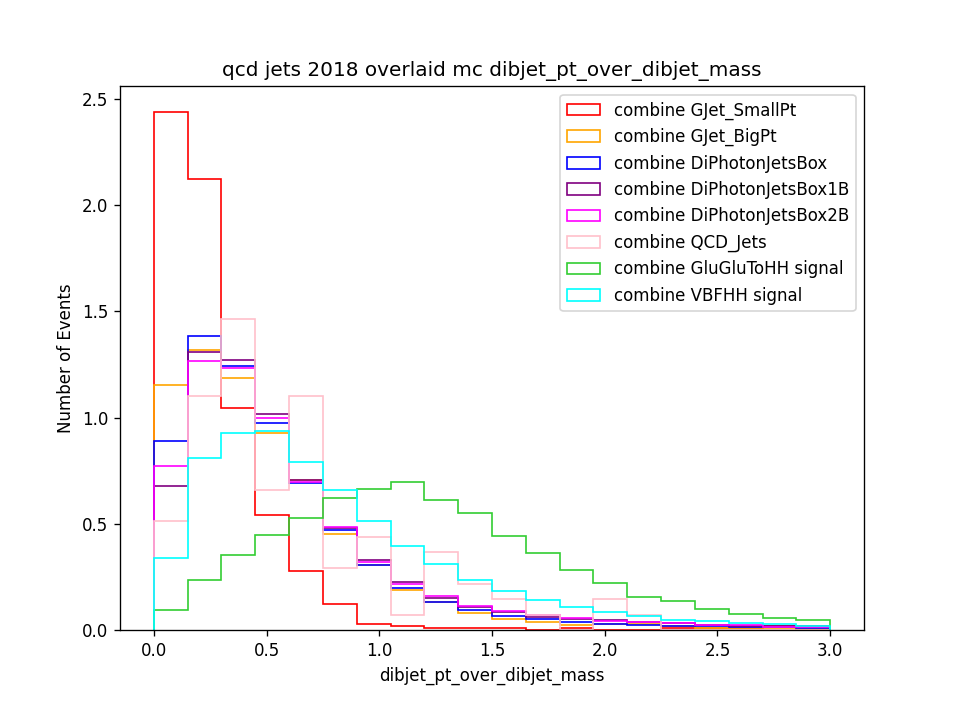 qcd jets 2018 overlaid mc dibjet_pt_over_dibjet_mass
combine GJet_SmallPt
combine GJet_BigPt
combine DiPhotonJetsBox
combine DiPhotonJetsBox1B
combine DiPhotonJetsBox2B
combine QCD_Jets
combine GluGluToHH signal
combine VBFHH signal
Number of Events
2.5
2.0
1.5
1.0
0.5
0.0
0.0 0.5 1.0 1.5 2.0 2.5 3.0
dibjet_pt_over_dibjet_mass